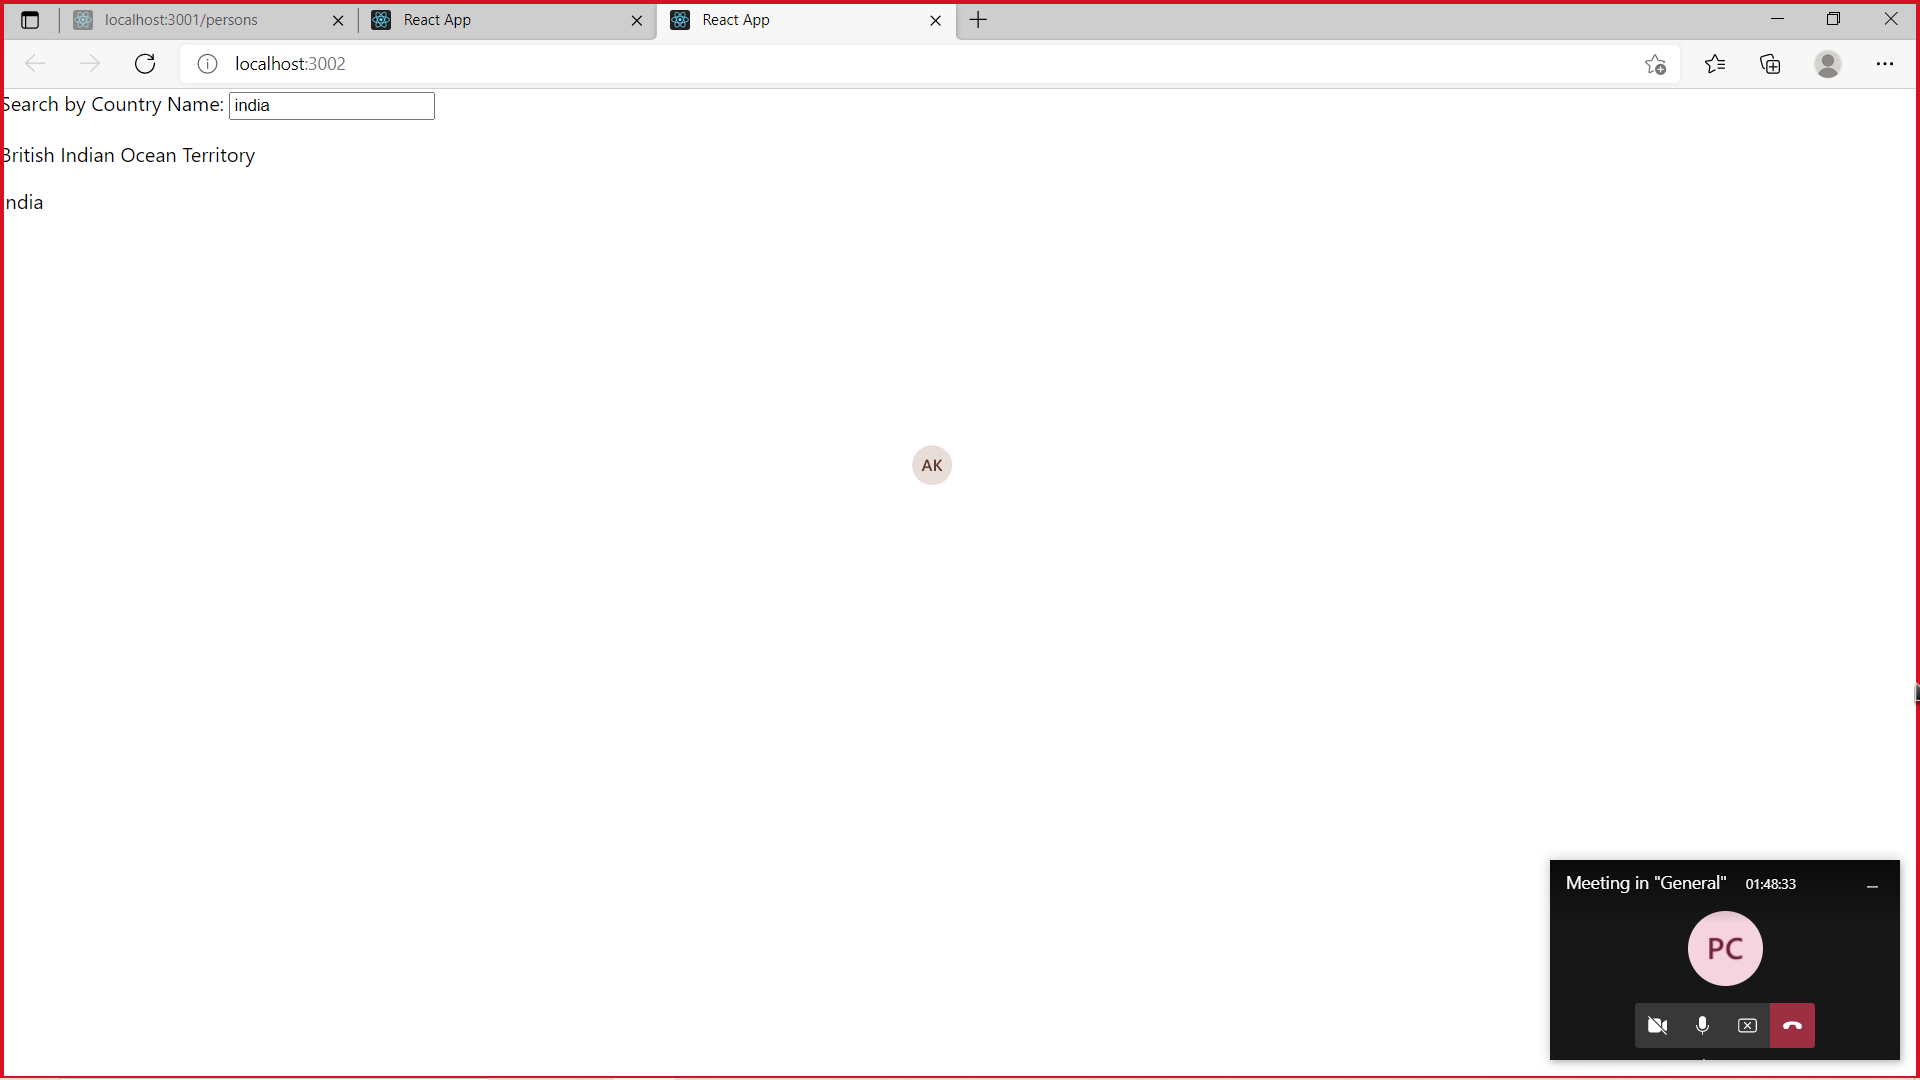 localhost:3001/persons
React App
React App
localhost:3002
Search by Country Name: india
British Indian Ocean Territory
India
AK
Meeting in "General" 01:48:33
PC